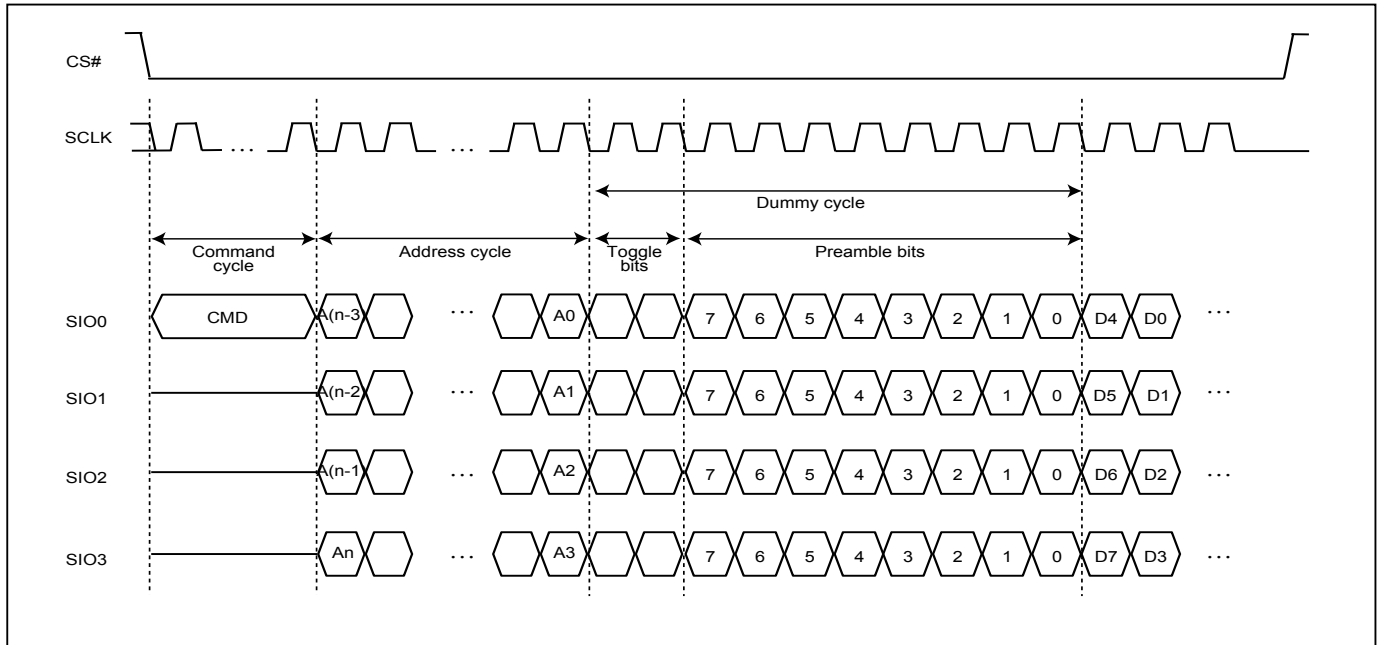 CS#
SCLK ... ...
Dummy cycle
Command cycle
Address cycle
Toggle bits
Preamble bits
SIO0 CMD A(n-3) ... A0 7 6 5 4 3 2 1 0 D4 D0 ...
SIO1 A(n-2) ... A1 7 6 5 4 3 2 1 0 D5 D1 ...
SIO2 A(n-1) ... A2 7 6 5 4 3 2 1 0 D6 D2 ...
SIO3 An ... A3 7 6 5 4 3 2 1 0 D7 D3 ...